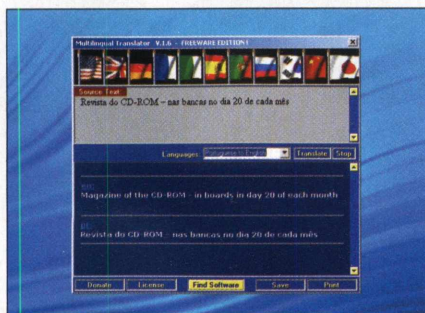 Multilingual Translator V.1.6 - FREEWARE EDITION!
Source Text:
Revista do CD-ROM – nas bancas no dia 20 de cada mês
Languages:
Translate Stop
Magazine of the CD-ROM - in boards in day 20 of each month
Revista do CD-ROM – nas bancas no dia 20 de cada mês
Donate License Find Software Save Print